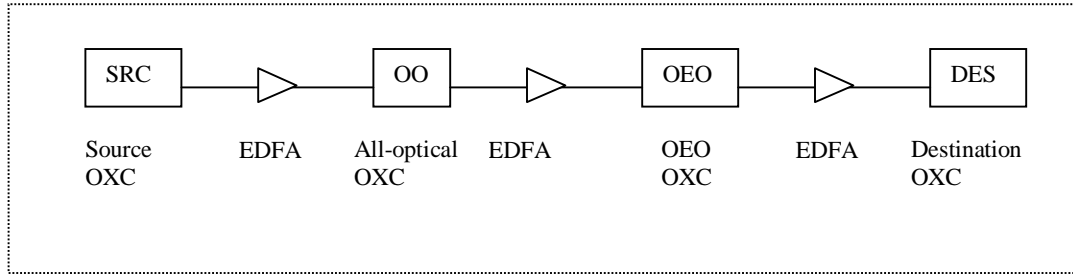 SRC OO OEO DES
Source EDFA All-optical EDFA OEO EDFA Destination
OXC OXC OXC OXC